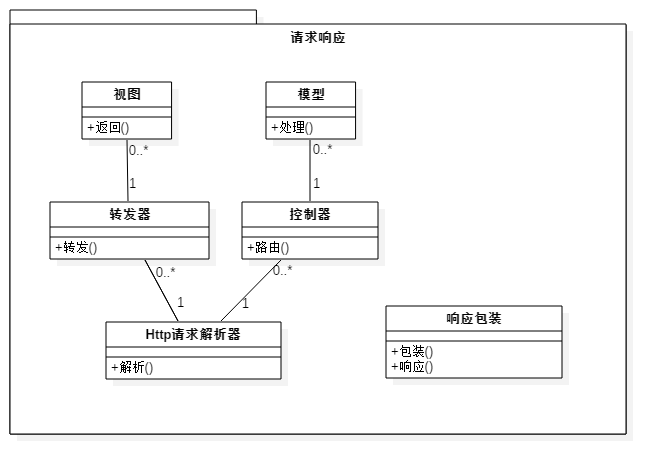 请求响应
视图
+返回()
模型
+处理()
0..*
0..*
1
1
转发器
+转发()
控制器
+路由()
0..*
0..*
1
1
Http请求解析器
+解析()
响应包装
+包装()
+响应()